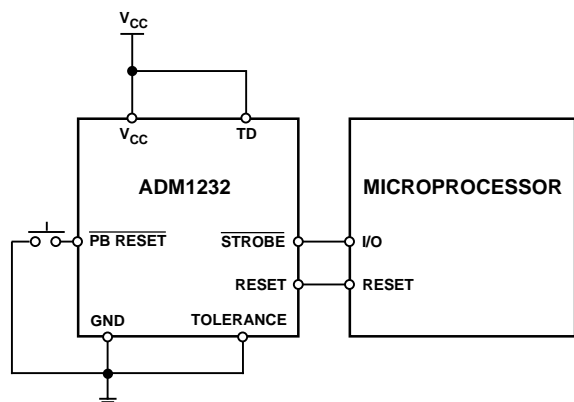 VCC
VCC
TD
ADM1232
MICROPROCESSOR
PB RESET
STROBE
I/O
RESET
RESET
GND
TOLERANCE